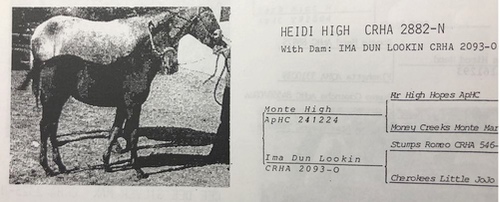 HEIDI HIGH CRHA 2882-N
With Dam: IMA DUN LOOKIN CRHA 2093-O
Mr High Hopes ApHC
Monte High
ApHC 241224
Money Creeks Monte
Stumps Romeo CRHA 546-
Ima Dun Lookin
CRHA 2093-O
Cherokees Little JoJo